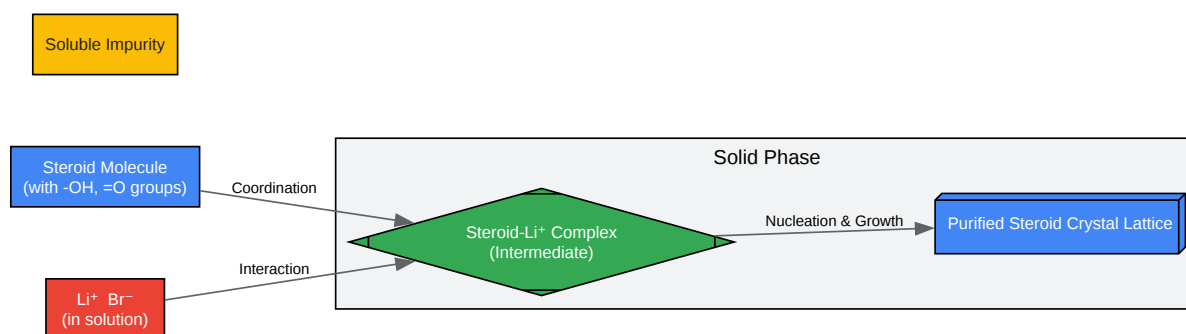 Soluble Impurity
Solid Phase
Steroid Molecule
(with -OH, =O groups)
Coordination
Steroid-Li⁺ Complex
(Intermediate)
Nucleation & Growth
Purified Steroid Crystal Lattice
Interaction
Li⁺ Br⁻
(in solution)